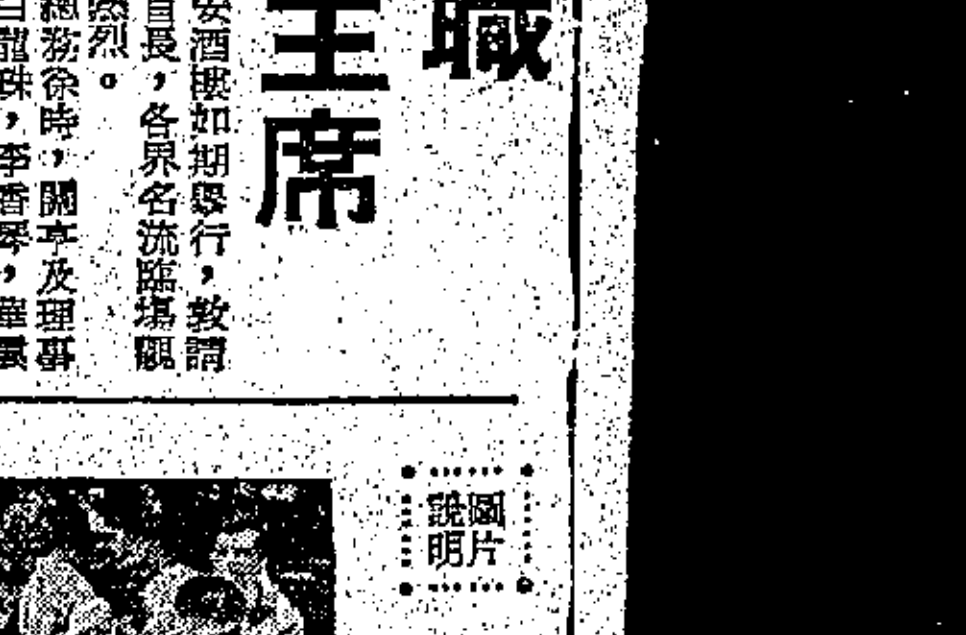 職
主席
安酒樓如期舉行，敦請
首長，各界名流臨場觀
熱烈。
總務徐時，關亨及理事
白龍珠，李香琴，華雲
圖片
說明